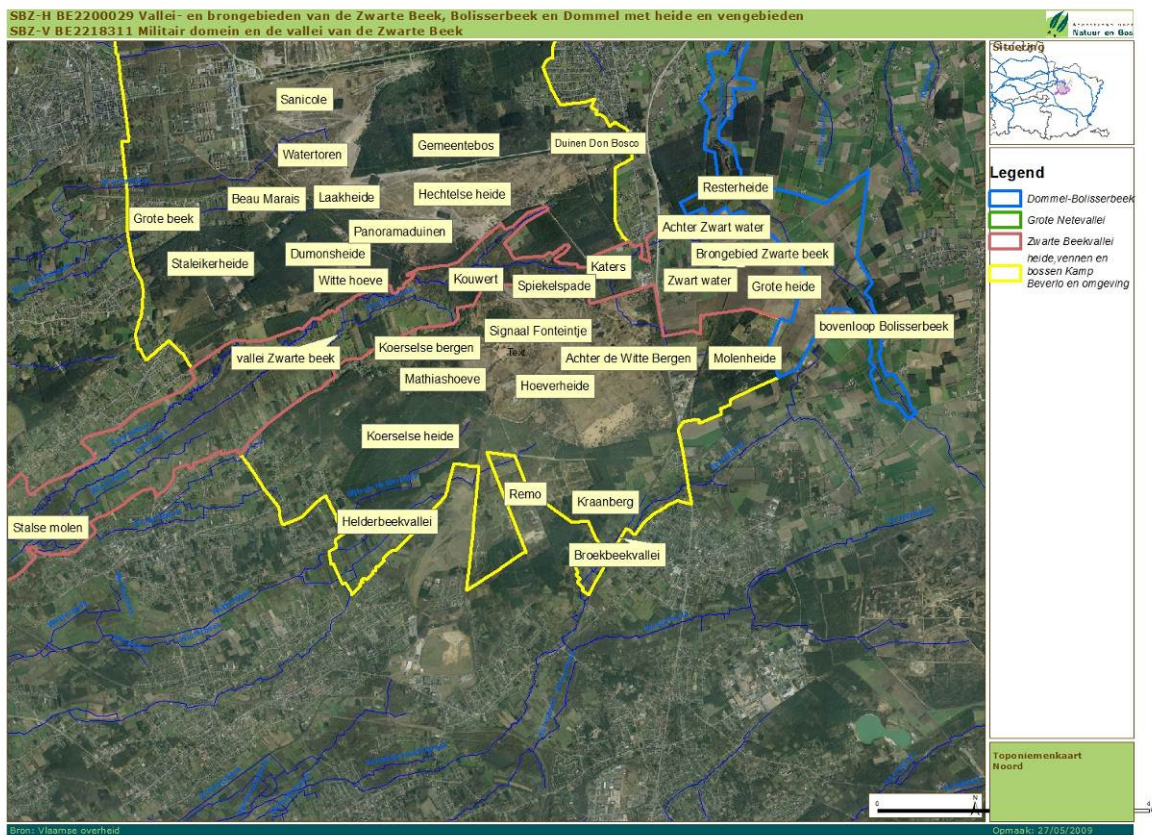 SBZ-H BE2200029 Vallei- en brongebieden van de Zwarte Beek, Bolisserbeek en Dommel met heide en vengebieden
SBZ-V BE2218311 Militair domein en de vallei van de Zwarte Beek
Natuur en Bos
Situering
Sanicole
Watertoren
Gemeentebos
Duinen Don Bosco
Beau Marais
Laakheide
Hechtelse heide
Resterheide
Grote beek
Panoramaduinen
Achter Zwart water
Staleikerheide
Dumonsheide
Brongebied Zwarte beek
Witte hoeve
Kouwert
Katers
Spiekelspade
Zwart water
Grote heide
Signaal Fonteintje
bovenloop Bolisserbeek
vallei Zwarte beek
Koerselse bergen
Text
Achter de Witte Bergen
Molenheide
Mathiashoeve
Hoeverheide
Koerselse heide
Remo
Kraanberg
Helderbeekvallei
Stalse molen
Broekbeekvallei
Legend
Dommel-Bolisserbeek
Grote Netevallei
Zwarte Beekvallei
heide,vennen en
bossen Kamp
Beverlo en omgeving
Toponiemenkaart
Noord
N
0
4
Bron: Vlaamse overheid
Opmaak: 27/05/2009